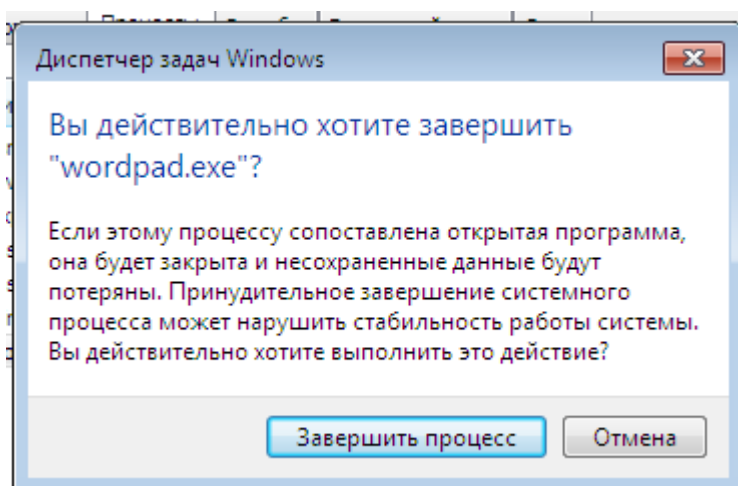 Диспетчер задач Windows
Вы действительно хотите завершить
"wordpad.exe"?
Если этому процессу сопоставлена открытая программа,
она будет закрыта и несохраненные данные будут
потеряны. Принудительное завершение системного
процесса может нарушить стабильность работы системы.
Вы действительно хотите выполнить это действие?
Завершить процесс
Отмена